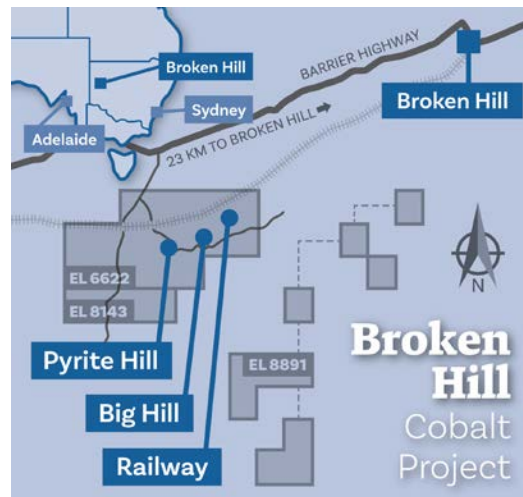 Broken Hill
Sydney
Adelaide
BARRIER HIGHWAY
Broken Hill
23 KM TO BROKEN HILL
EL 6622
EL 8143
Pyrite Hill
Big Hill
Railway
EL 8891
N
Broken
Hill
Cobalt
Project